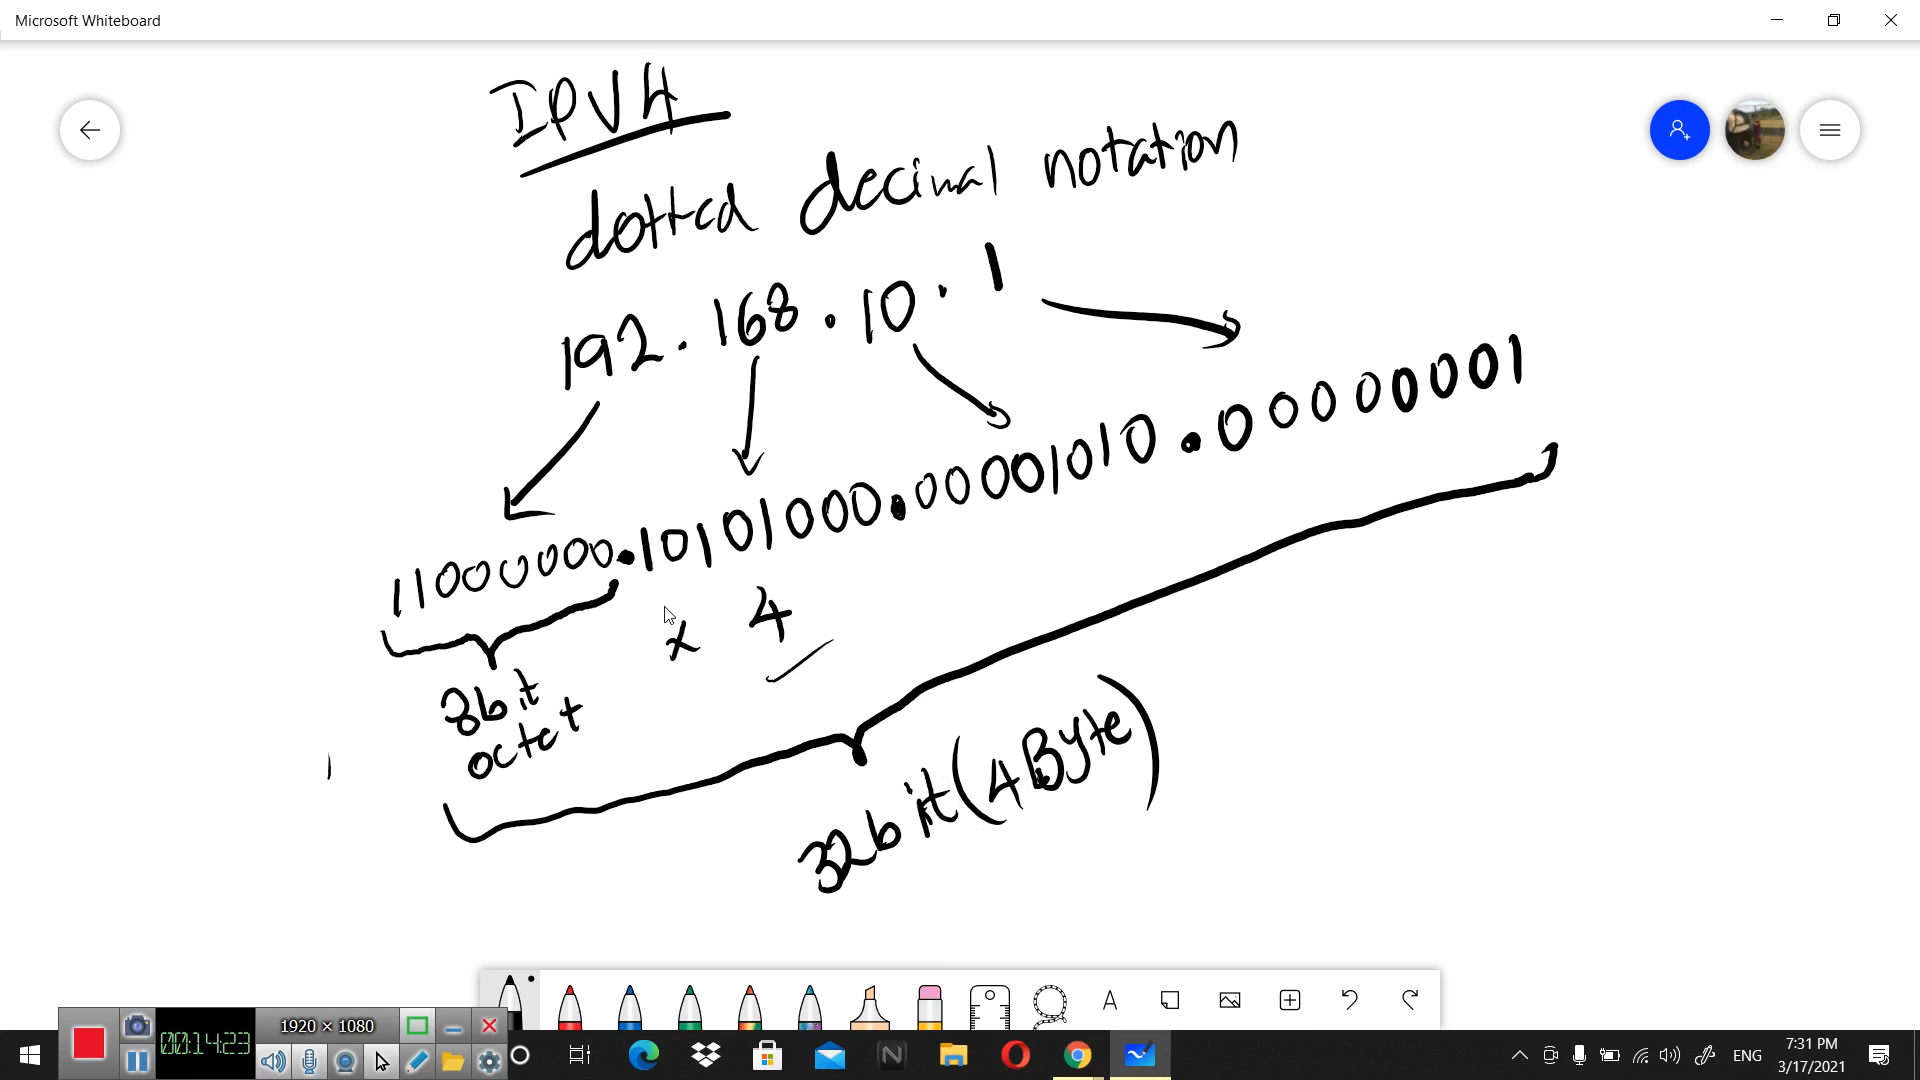 Microsoft Whiteboard
IPV4
dotted decimal notation
192.168.10.1
11000000.10101000.00001010.00000001
x 4
8bit
octet
32bit(4Byte)
A
1920 × 1080
00:14:23
N
ENG
7:31 PM
3/17/2021